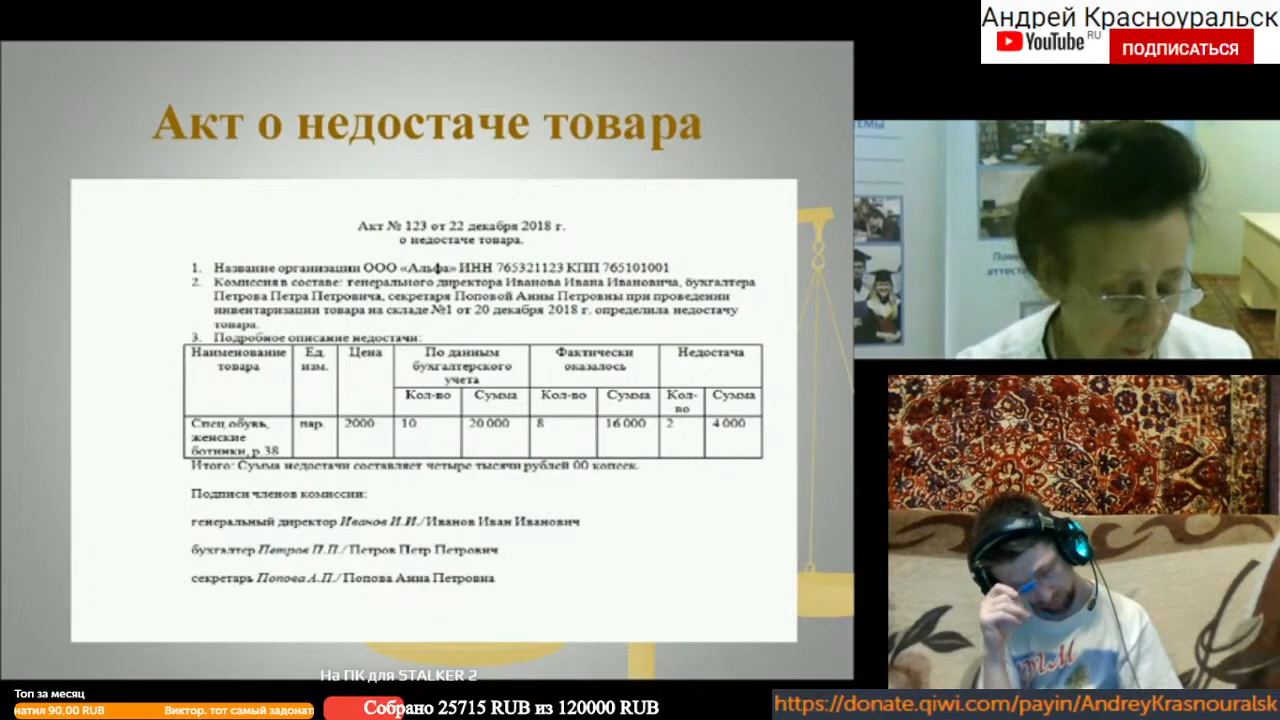 Андрей Красноуральск
YouTube RU
ПОДПИСАТЬСЯ
Акт о недостаче товара
Акт № 123 от 22 декабря 2018 г.
о недостаче товара.
1. Название организации ООО «Альфа» ИНН 765321123 КПП 765101001
2. Комиссия в составе: генерального директора Иванова Ивана Ивановича, бухгалтера
Петрова Петра Петровича, секретаря Поповой Анны Петровны при проведении
инвентаризации товара на складе №1 от 20 декабря 2018 г. определила недостачу
товара.
3. Подробное описание недостачи:
Наименование товара Ед. изм. Цена По данным бухгалтерского учета Фактически оказалось Недостача
Кол-во Сумма Кол-во Сумма Кол-во Сумма
Спец.обувь, женские ботинки, р.38 пар. 2000 10 20 000 8 16 000 2 4 000
Итого: Сумма недостачи составляет четыре тысячи рублей 00 копеек.
Подписи членов комиссии:
генеральный директор Иванов И.И./ Иванов Иван Иванович
бухгалтер Петров П.П./ Петров Петр Петрович
секретарь Попова А.П./ Попова Анна Петровна
На ПК для STALKER 2
Топ за месяц
натил 90,00 RUB Виктор. тот самый задонат
Собрано 25715 RUB из 120000 RUB
https://donate.qiwi.com/payin/AndreyKrasnouralsk